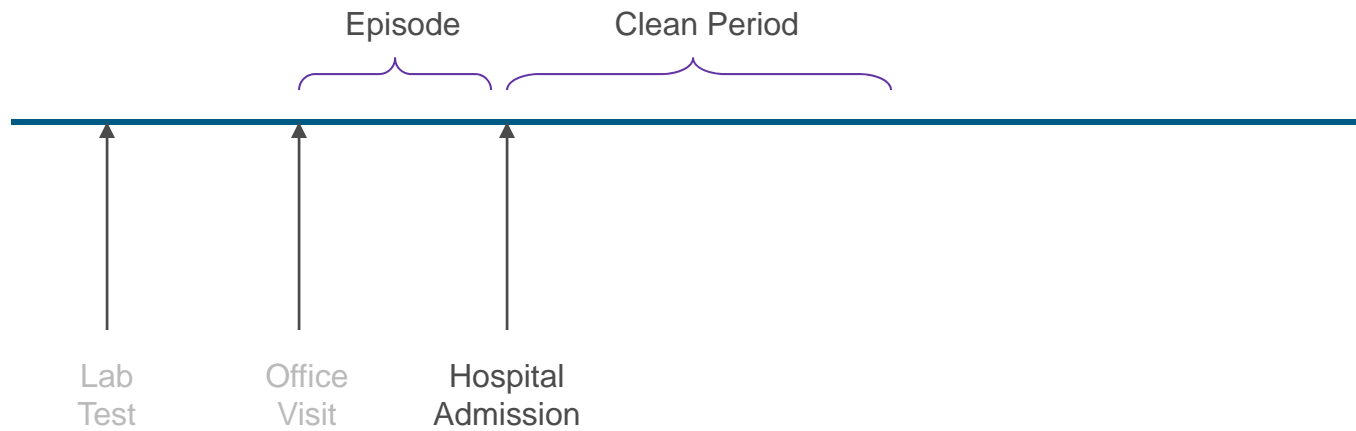 Episode
Clean Period
Lab
Test
Office
Visit
Hospital
Admission